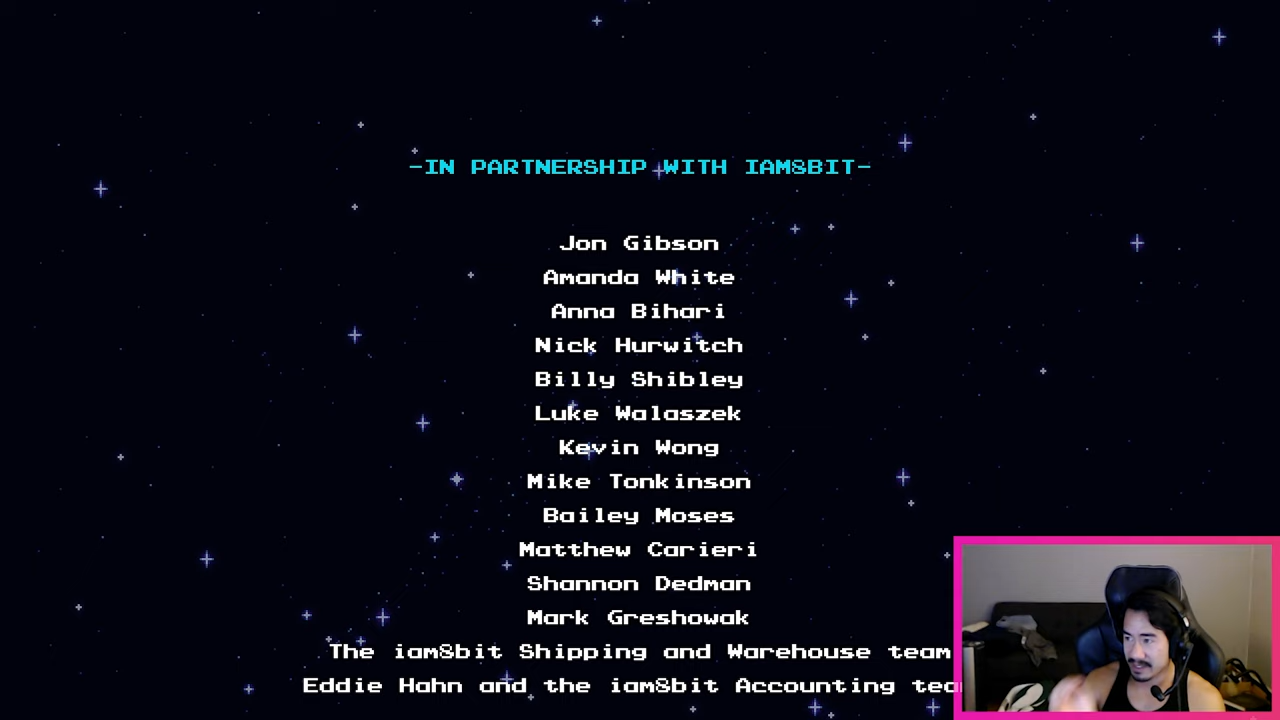 -IN PARTNERSHIP WITH IAM8BIT-
Jon Gibson
Amanda White
Anna Bihari
Nick Hurwitch
Billy Shibley
Luke Walaszek
Kevin Wong
Mike Tonkinson
Bailey Moses
Matthew Carieri
Shannon Dedman
Mark Greshowak
The iam8bit Shipping and Warehouse team
Eddie Hahn and the iam8bit Accounting